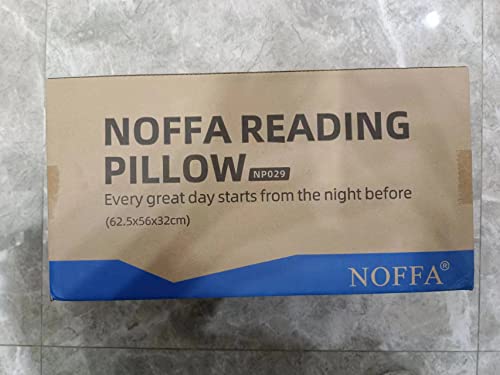 NOFFA READING
PILLOW NP029
Every great day starts from the night before
(62.5x56x32cm)
NOFFA®